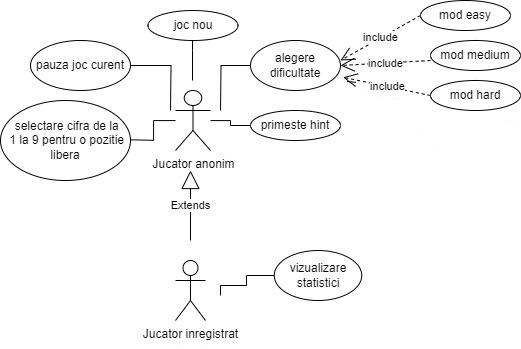 joc nou
mod easy
include
pauza joc curent
alegere
dificultate
include
mod medium
include
mod hard
selectare cifra de la
1 la 9 pentru o pozitie
libera
primeste hint
Jucator anonim
Extends
vizualizare
statistici
Jucator inregistrat